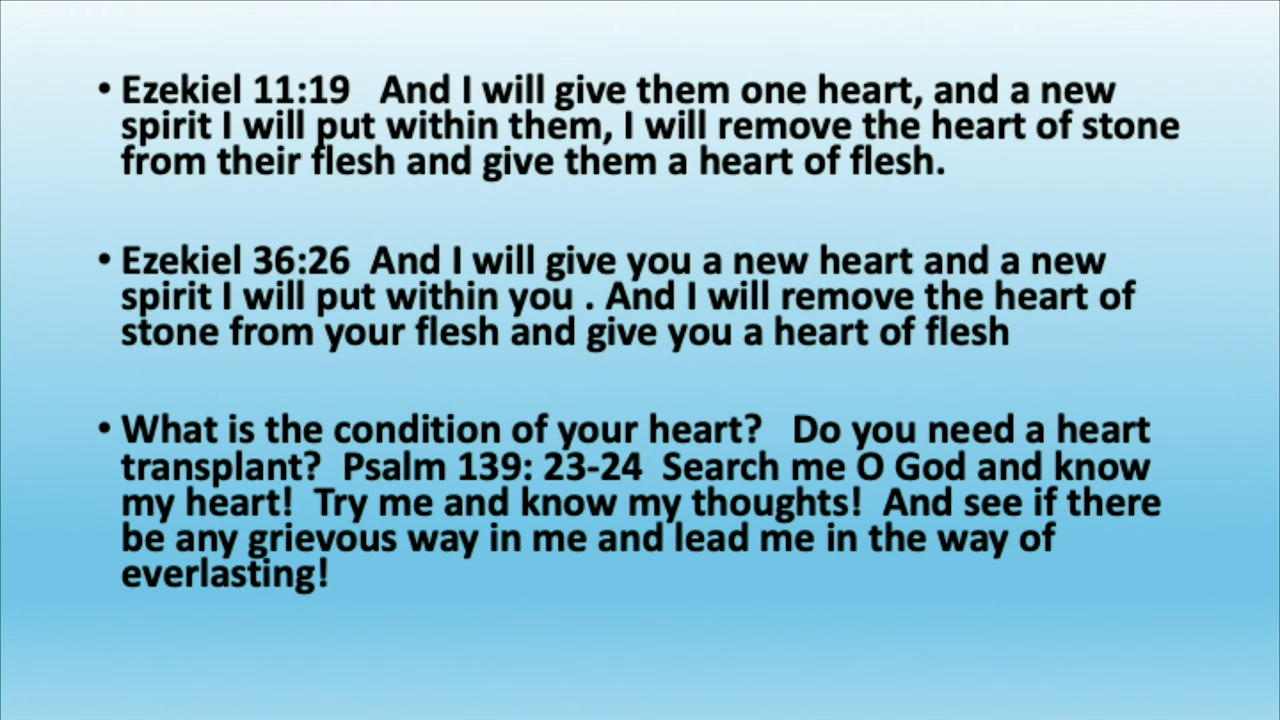 • Ezekiel 11:19 And I will give them one heart, and a new
spirit I will put within them, I will remove the heart of stone
from their flesh and give them a heart of flesh.
• Ezekiel 36:26 And I will give you a new heart and a new
spirit I will put within you . And I will remove the heart of
stone from your flesh and give you a heart of flesh
• What is the condition of your heart? Do you need a heart
transplant? Psalm 139: 23-24 Search me O God and know
my heart! Try me and know my thoughts! And see if there
be any grievous way in me and lead me in the way of
everlasting!